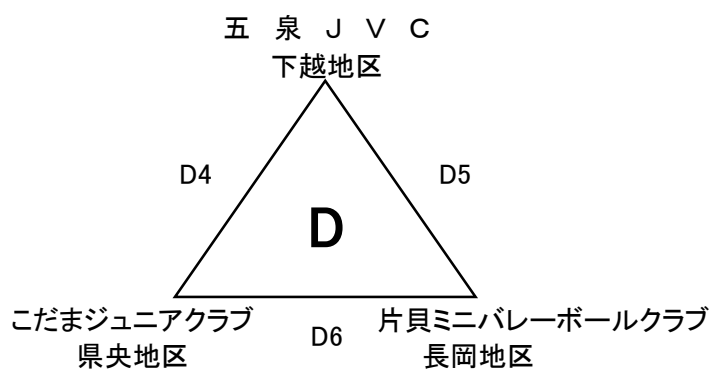 五 泉 J V C
下越地区
D4
D5
D
こだまジュニアクラブ
県央地区
D6
片貝ミニバレーボールクラブ
長岡地区